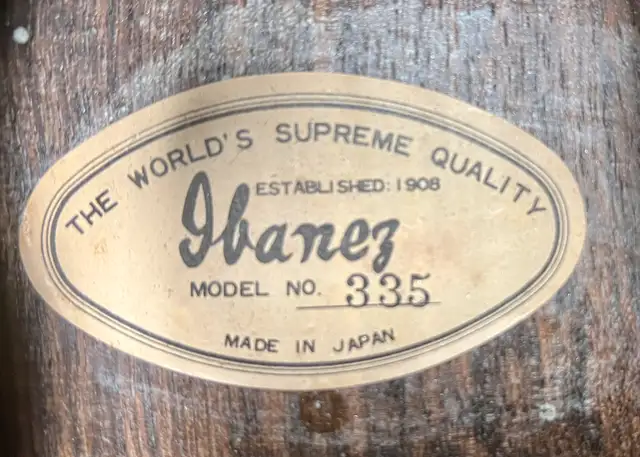 THE WORLD'S SUPREME QUALITY
ESTABLISHED: 1908
Ibanez
MODEL NO. 335
MADE IN JAPAN